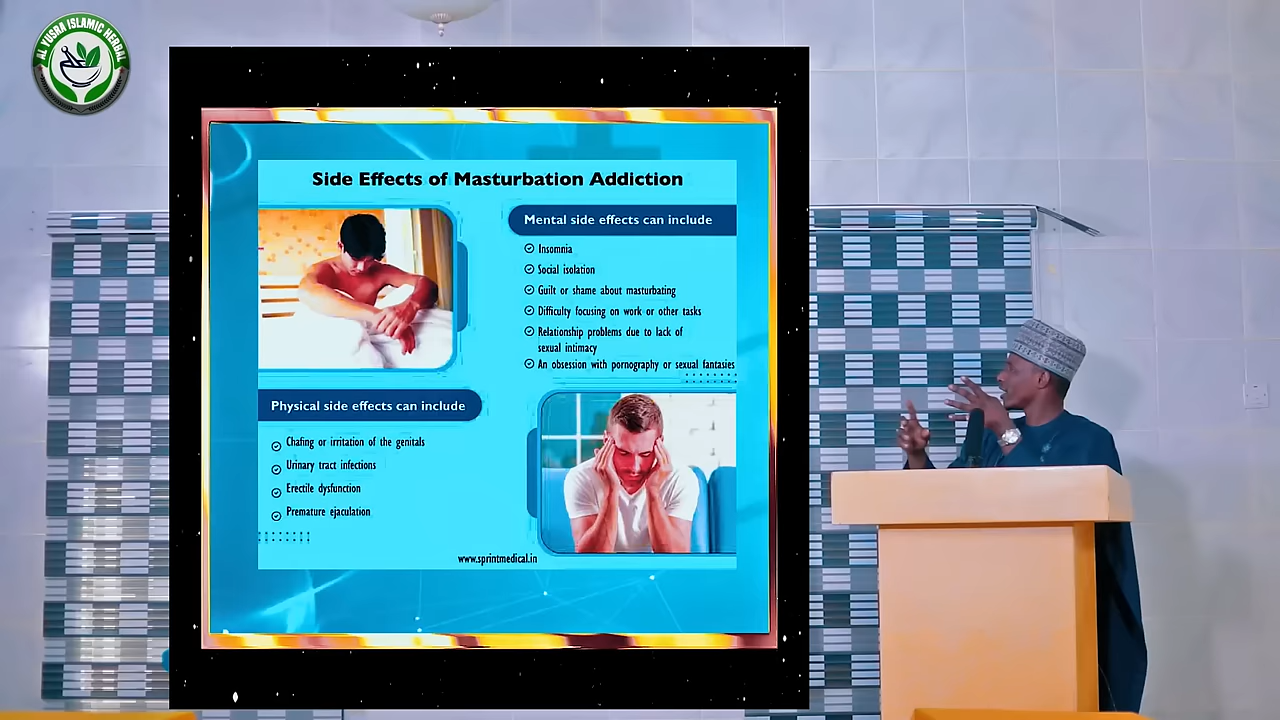 AL YUSRA ISLAMIC HERBAL
Side Effects of Masturbation Addiction
Mental side effects can include
Insomnia
Social isolation
Guilt or shame about masturbating
Difficulty focusing on work or other tasks
Relationship problems due to lack of
sexual intimacy
An obsession with pornography or sexual fantasies
Physical side effects can include
Chafing or irritation of the genitals
Urinary tract infections
Erectile dysfunction
Premature ejaculation
www.sprintmedical.in